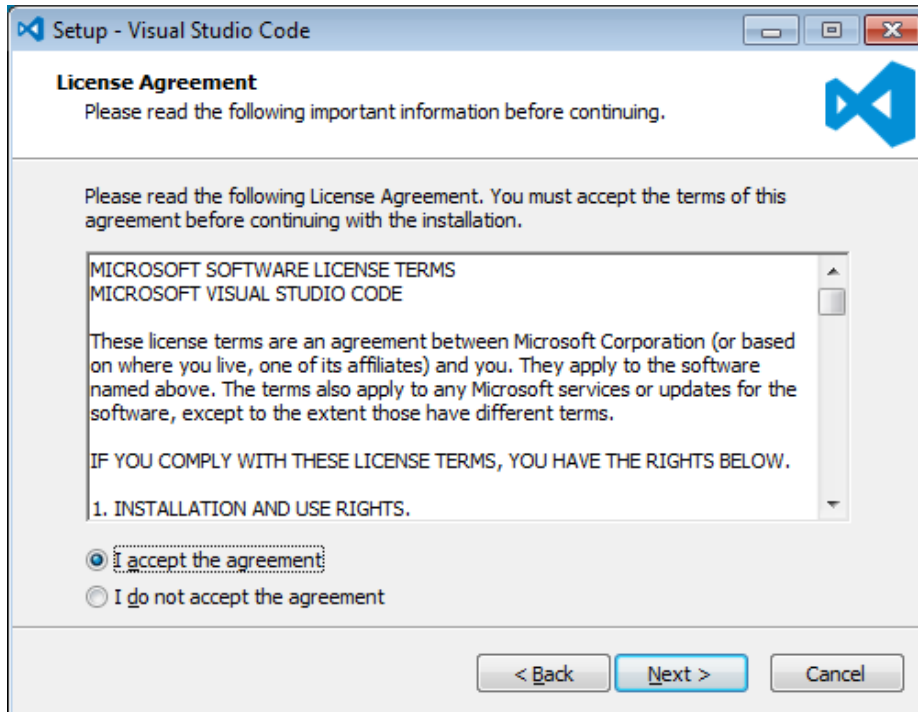 Setup - Visual Studio Code
License Agreement
Please read the following important information before continuing.
Please read the following License Agreement. You must accept the terms of this
agreement before continuing with the installation.
MICROSOFT SOFTWARE LICENSE TERMS
MICROSOFT VISUAL STUDIO CODE
These license terms are an agreement between Microsoft Corporation (or based
on where you live, one of its affiliates) and you. They apply to the software
named above. The terms also apply to any Microsoft services or updates for the
software, except to the extent those have different terms.
IF YOU COMPLY WITH THESE LICENSE TERMS, YOU HAVE THE RIGHTS BELOW.
1. INSTALLATION AND USE RIGHTS.
I accept the agreement
I do not accept the agreement
< Back Next > Cancel